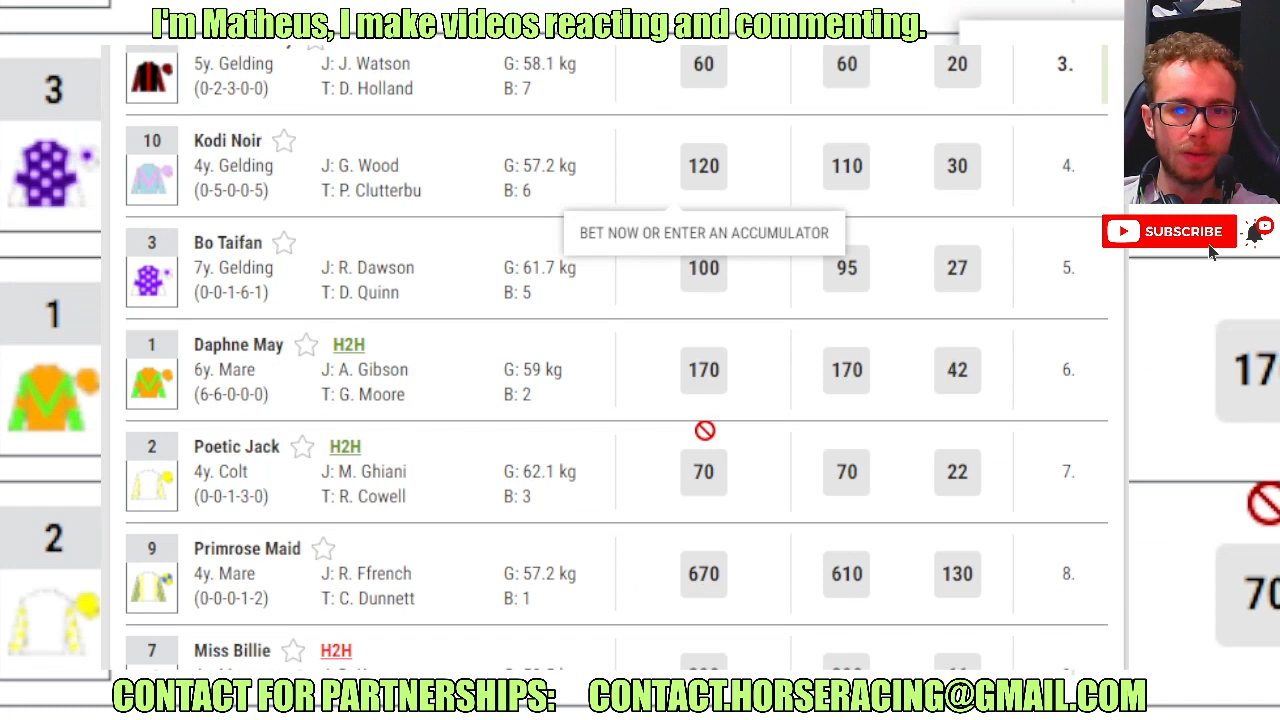 I'm Matheus, I make videos reacting and commenting.
3
5y. Gelding J: J. Watson G: 58.1 kg 60 60 20 3.
(0-2-3-0-0) T: D. Holland B: 7
10 Kodi Noir
4y. Gelding J: G. Wood G: 57.2 kg 120 110 30 4.
(0-5-0-0-5) T: P. Clutterbu B: 6
BET NOW OR ENTER AN ACCUMULATOR
SUBSCRIBE
3 Bo Taifan
7y. Gelding J: R. Dawson G: 61.7 kg 100 95 27 5.
(0-0-1-6-1) T: D. Quinn B: 5
1
1 Daphne May H2H
6y. Mare J: A. Gibson G: 59 kg 170 170 42 6.
(6-6-0-0-0) T: G. Moore B: 2
2 Poetic Jack H2H
4y. Colt J: M. Ghiani G: 62.1 kg 70 70 22 7.
(0-0-1-3-0) T: R. Cowell B: 3
2
9 Primrose Maid
4y. Mare J: R. Ffrench G: 57.2 kg 670 610 130 8.
(0-0-0-1-2) T: C. Dunnett B: 1
7 Miss Billie H2H
CONTACT FOR PARTNERSHIPS: CONTACT.HORSERACING@GMAIL.COM